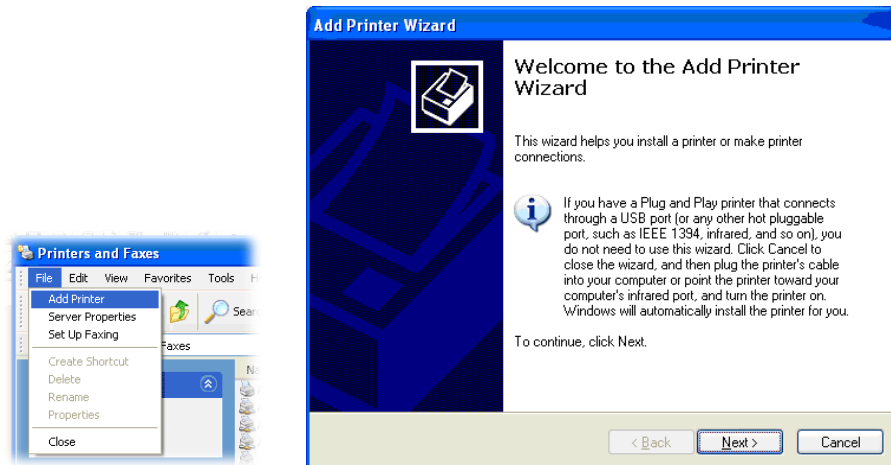 Printers and Faxes
File Edit View Favorites Tools
Add Printer
Server Properties
Set Up Faxing
Create Shortcut
Delete
Rename
Properties
Close
Faxes
Add Printer Wizard
Welcome to the Add Printer
Wizard
This wizard helps you install a printer or make printer
connections.
If you have a Plug and Play printer that connects
through a USB port (or any other hot pluggable
port, such as IEEE 1394, infrared, and so on), you
do not need to use this wizard. Click Cancel to
close the wizard, and then plug the printer's cable
into your computer or point the printer toward your
computer's infrared port, and turn the printer on.
Windows will automatically install the printer for you.
To continue, click Next.
< Back Next > Cancel